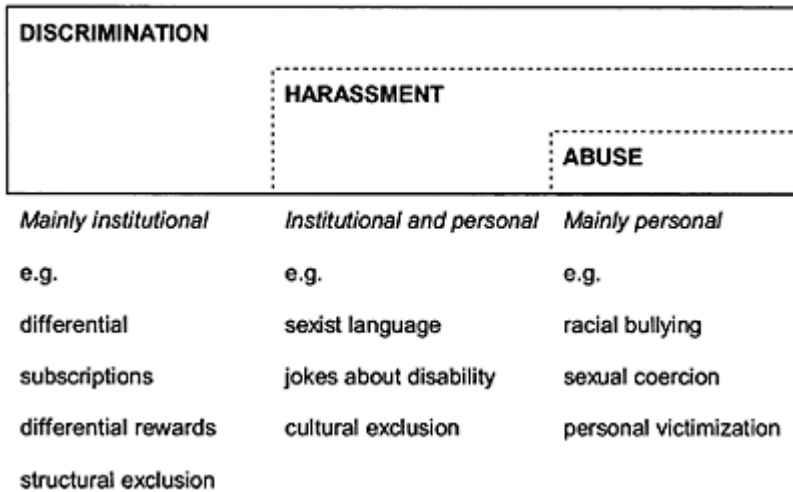 DISCRIMINATION
HARASSMENT
ABUSE
Mainly institutional
e.g.
differential
subscriptions
differential rewards
structural exclusion
Institutional and personal
e.g.
sexist language
jokes about disability
cultural exclusion
Mainly personal
e.g.
racial bullying
sexual coercion
personal victimization